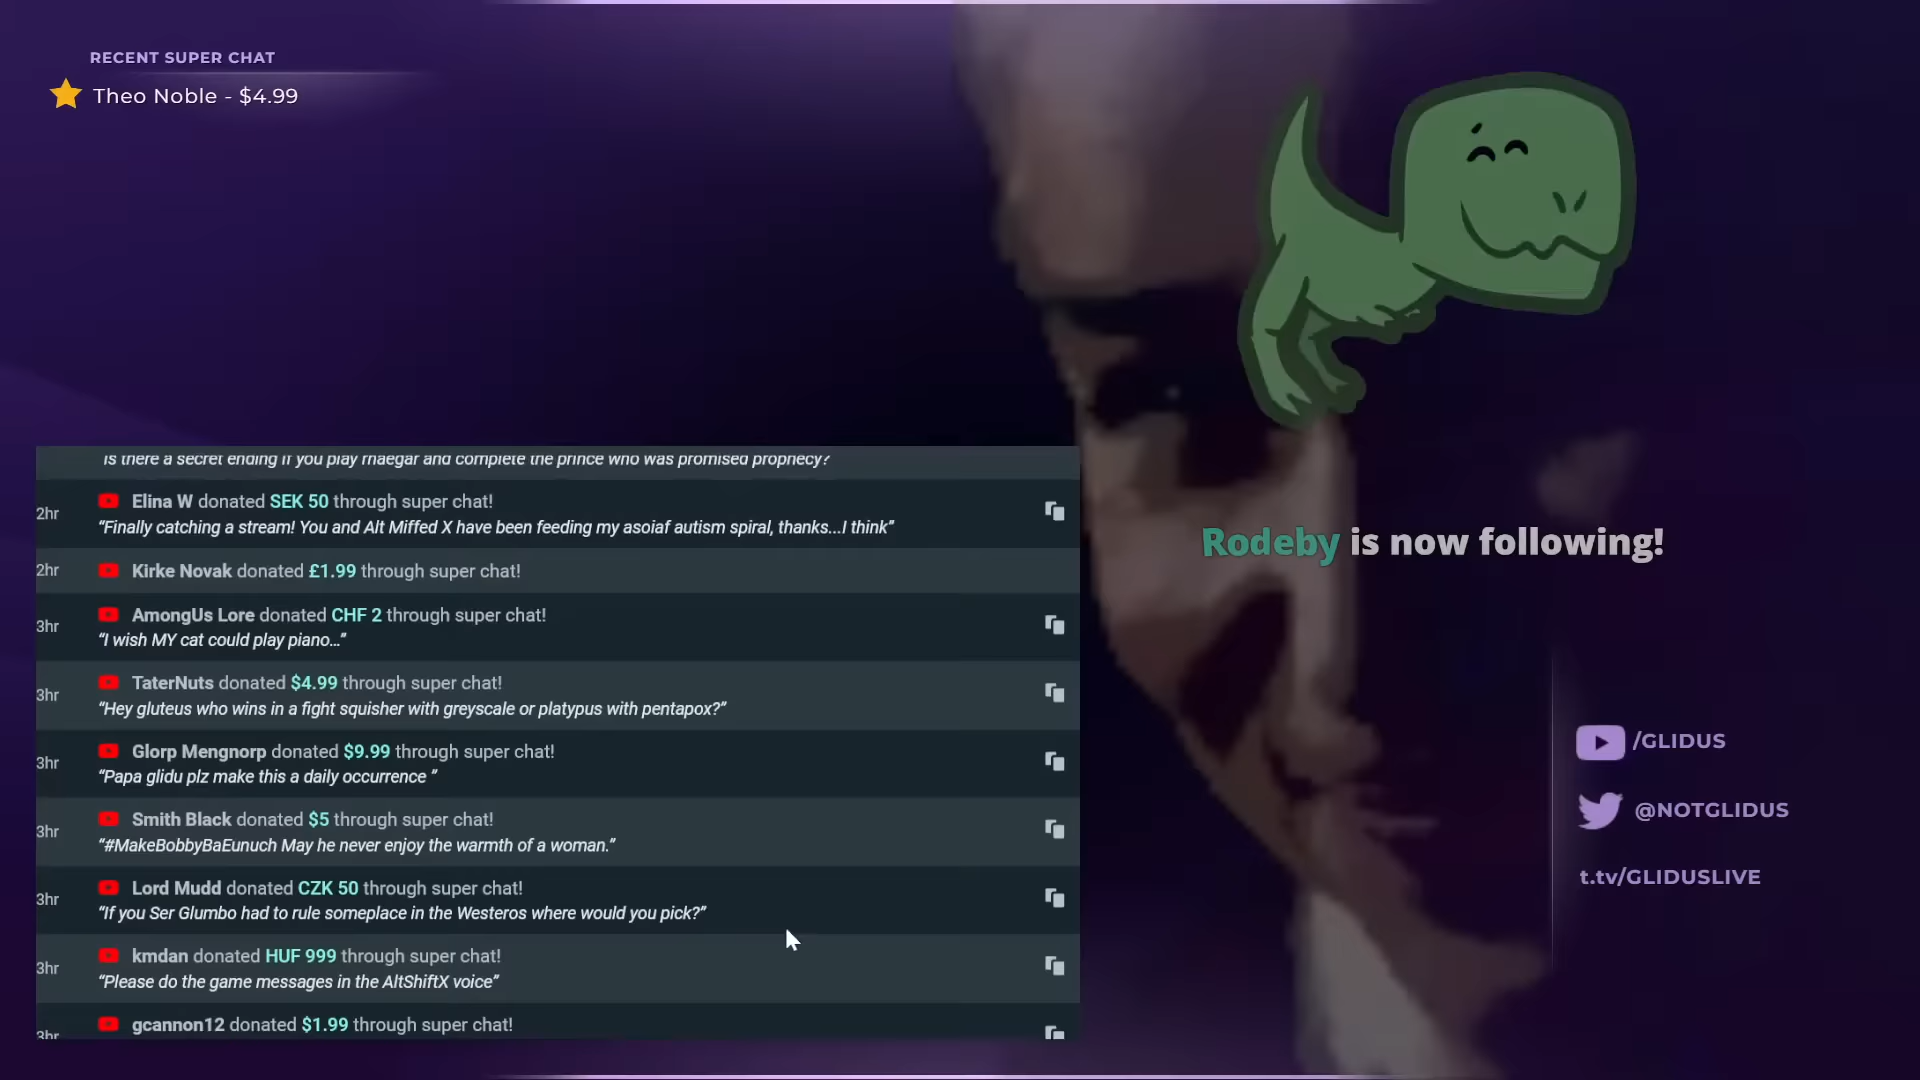 RECENT SUPER CHAT
Theo Noble - $4.99
is there a secret ending if you play rhaegar and complete the prince who was promised prophecy?
2hr
Elina W donated SEK 50 through super chat!
“Finally catching a stream! You and Alt Miffed X have been feeding my asoiaf autism spiral, thanks...I think”
2hr
Kirke Novak donated £1.99 through super chat!
3hr
AmongUs Lore donated CHF 2 through super chat!
“I wish MY cat could play piano...”
3hr
TaterNuts donated $4.99 through super chat!
“Hey gluteus who wins in a fight squisher with greyscale or platypus with pentapox?”
3hr
Glorp Mengnorp donated $9.99 through super chat!
“Papa glidu plz make this a daily occurrence ”
3hr
Smith Black donated $5 through super chat!
“#MakeBobbyBaEunuch May he never enjoy the warmth of a woman.”
3hr
Lord Mudd donated CZK 50 through super chat!
“If you Ser Glumbo had to rule someplace in the Westeros where would you pick?”
3hr
kmdan donated HUF 999 through super chat!
“Please do the game messages in the AltShiftX voice”
3hr
gcannon12 donated $1.99 through super chat!
Rodeby is now following!
/GLIDUS
@NOTGLIDUS
t.tv/GLIDUSLIVE